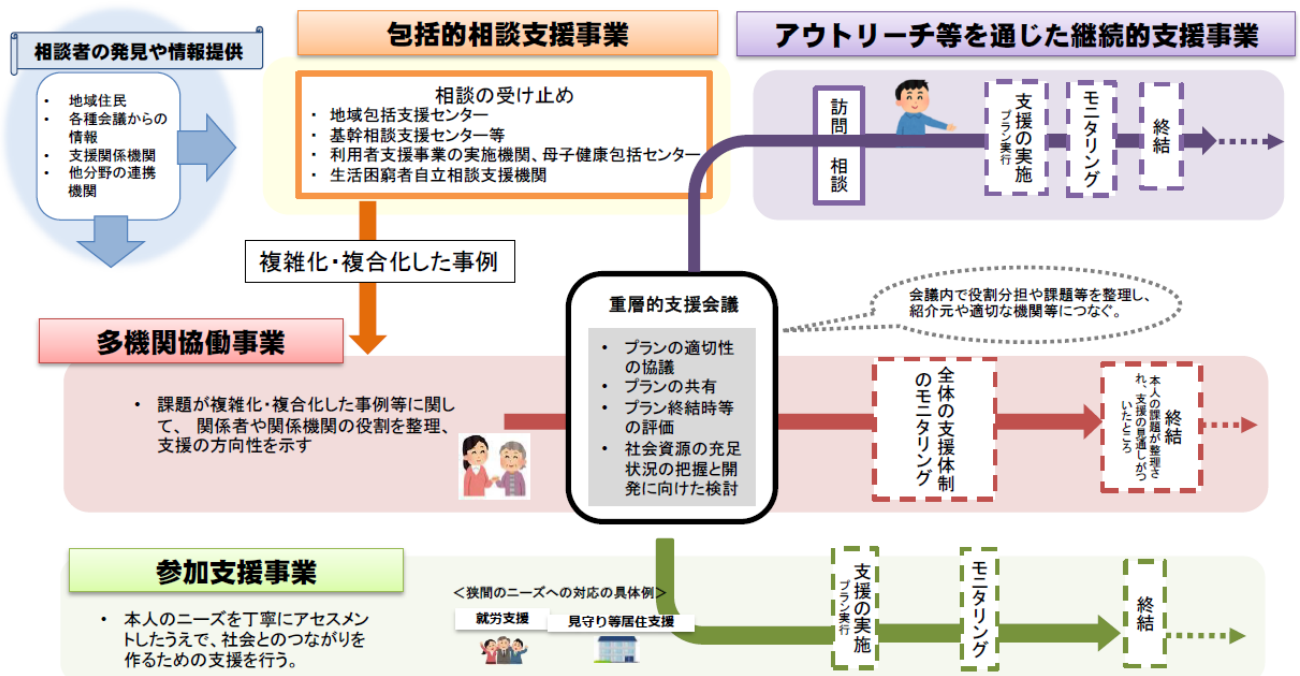 相談者の発見や情報提供
・ 地域住民
・ 各種会議からの
情報
・ 支援関係機関
・ 他分野の連携
機関
包括的相談支援事業
相談の受け止め
・ 地域包括支援センター
・ 基幹相談支援センター等
・ 利用者支援事業の実施機関、母子健康包括センター
・ 生活困窮者自立相談支援機関
アウトリーチ等を通じた継続的支援事業
訪問 相談
支援の実施
プラン実行
モニタリング
終結
複雑化・複合化した事例
重層的支援会議
・ プランの適切性
の協議
・ プランの共有
・ プラン終結時等
の評価
・ 社会資源の充足
状況の把握と開
発に向けた検討
会議内で役割分担や課題等を整理し、
紹介元や適切な機関等につなぐ。
多機関協働事業
・ 課題が複雑化・複合化した事例等に関し
て、 関係者や関係機関の役割を整理、
支援の方向性を示す
全体の支援体制
のモニタリング
終結
本人の課題が整理さ
れ、支援の見通しがつ
いたところ
参加支援事業
・ 本人のニーズを丁寧にアセスメン
トしたうえで、社会とのつながりを
作るための支援を行う。
<狭間のニーズへの対応の具体例>
就労支援
見守り等居住支援
支援の実施
プラン実行
モニタリング
終結